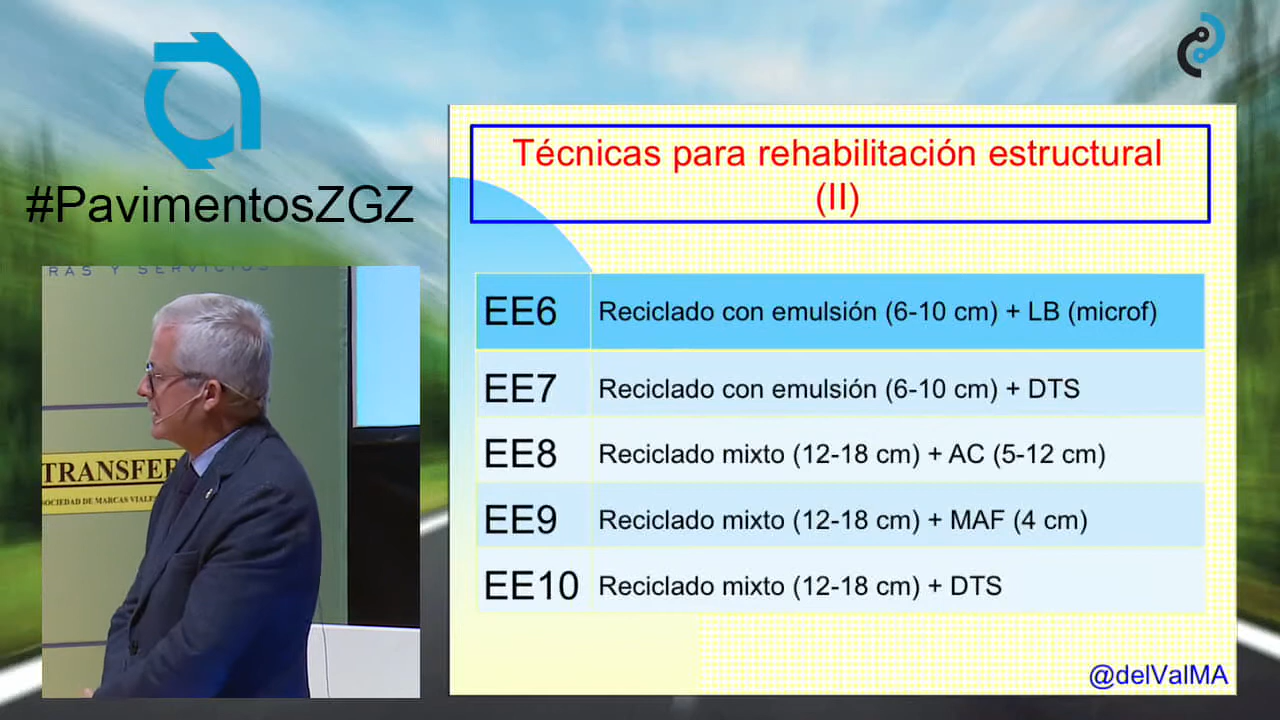 #PavimentosZGZ
RAS Y SERVICIOS
TRANSFER
SOCIEDAD DE MARCAS VIALES
Técnicas para rehabilitación estructural
(II)
EE6 Reciclado con emulsión (6-10 cm) + LB (microf)
EE7 Reciclado con emulsión (6-10 cm) + DTS
EE8 Reciclado mixto (12-18 cm) + AC (5-12 cm)
EE9 Reciclado mixto (12-18 cm) + MAF (4 cm)
EE10 Reciclado mixto (12-18 cm) + DTS
@delValMA